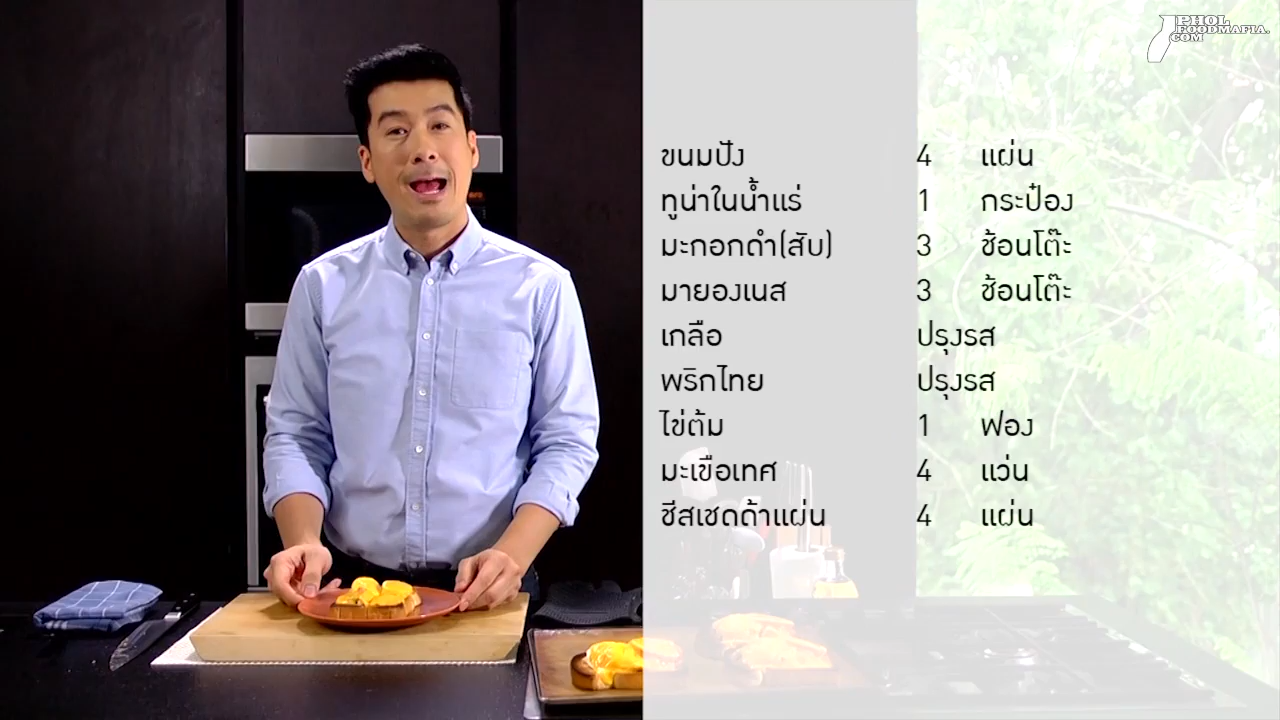 PHOL
FOODMAFIA.
COM
ขนมปัง 4 แผ่น
ทูน่าในน้ำแร่ 1 กระป๋อง
มะกอกดำ(สับ) 3 ช้อนโต๊ะ
มายองเนส 3 ช้อนโต๊ะ
เกลือ ปรุงรส
พริกไทย ปรุงรส
ไข่ต้ม 1 ฟอง
มะเขือเทศ 4 แว่น
ชีสเชดด้าแผ่น 4 แผ่น